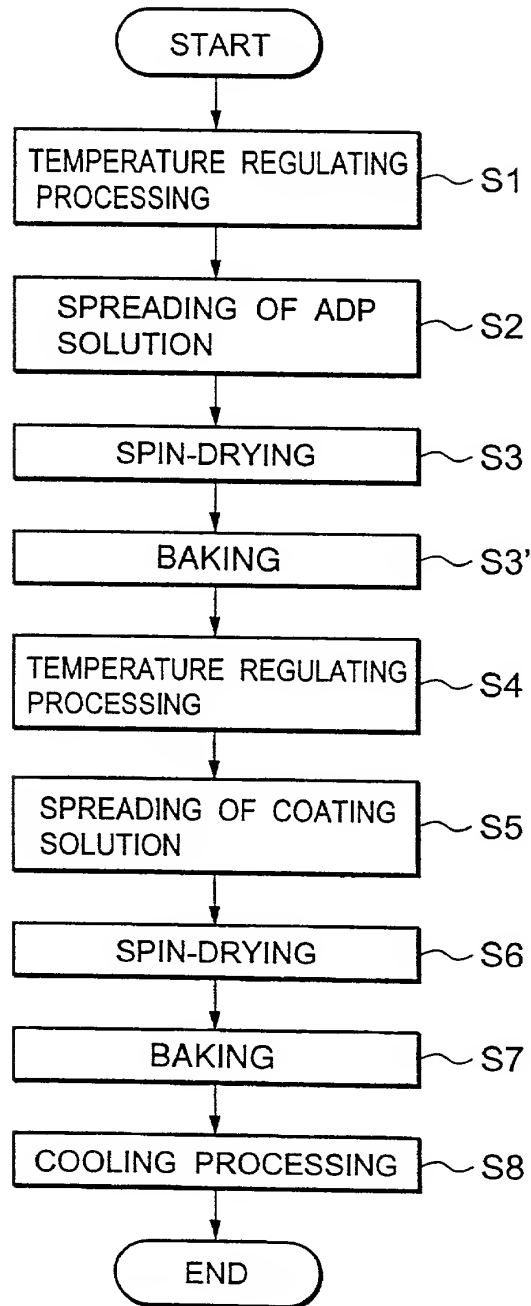 START
TEMPERATURE REGULATING
PROCESSING
S1
SPREADING OF ADP
SOLUTION
S2
SPIN-DRYING
S3
BAKING
S3’
TEMPERATURE REGULATING
PROCESSING
S4
SPREADING OF COATING
SOLUTION
S5
SPIN-DRYING
S6
BAKING
S7
COOLING PROCESSING
S8
END